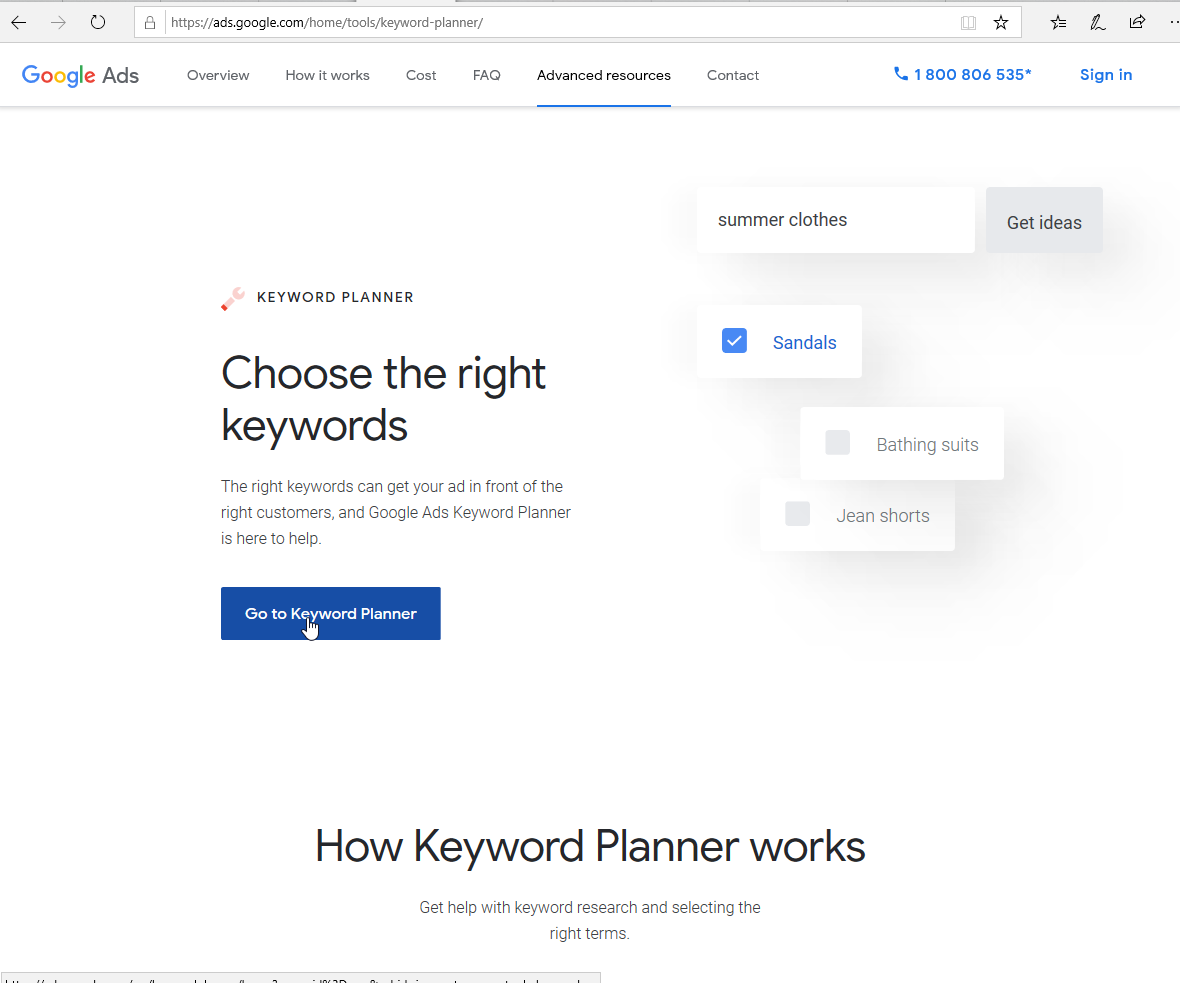 https://ads.google.com/home/tools/keyword-planner/
Google Ads Overview How it works Cost FAQ Advanced resources Contact 1 800 806 535* Sign in
summer clothes Get ideas
KEYWORD PLANNER
Sandals
Choose the right
keywords
Bathing suits
The right keywords can get your ad in front of the
right customers, and Google Ads Keyword Planner
is here to help.
Jean shorts
Go to Keyword Planner
How Keyword Planner works
Get help with keyword research and selecting the
right terms.